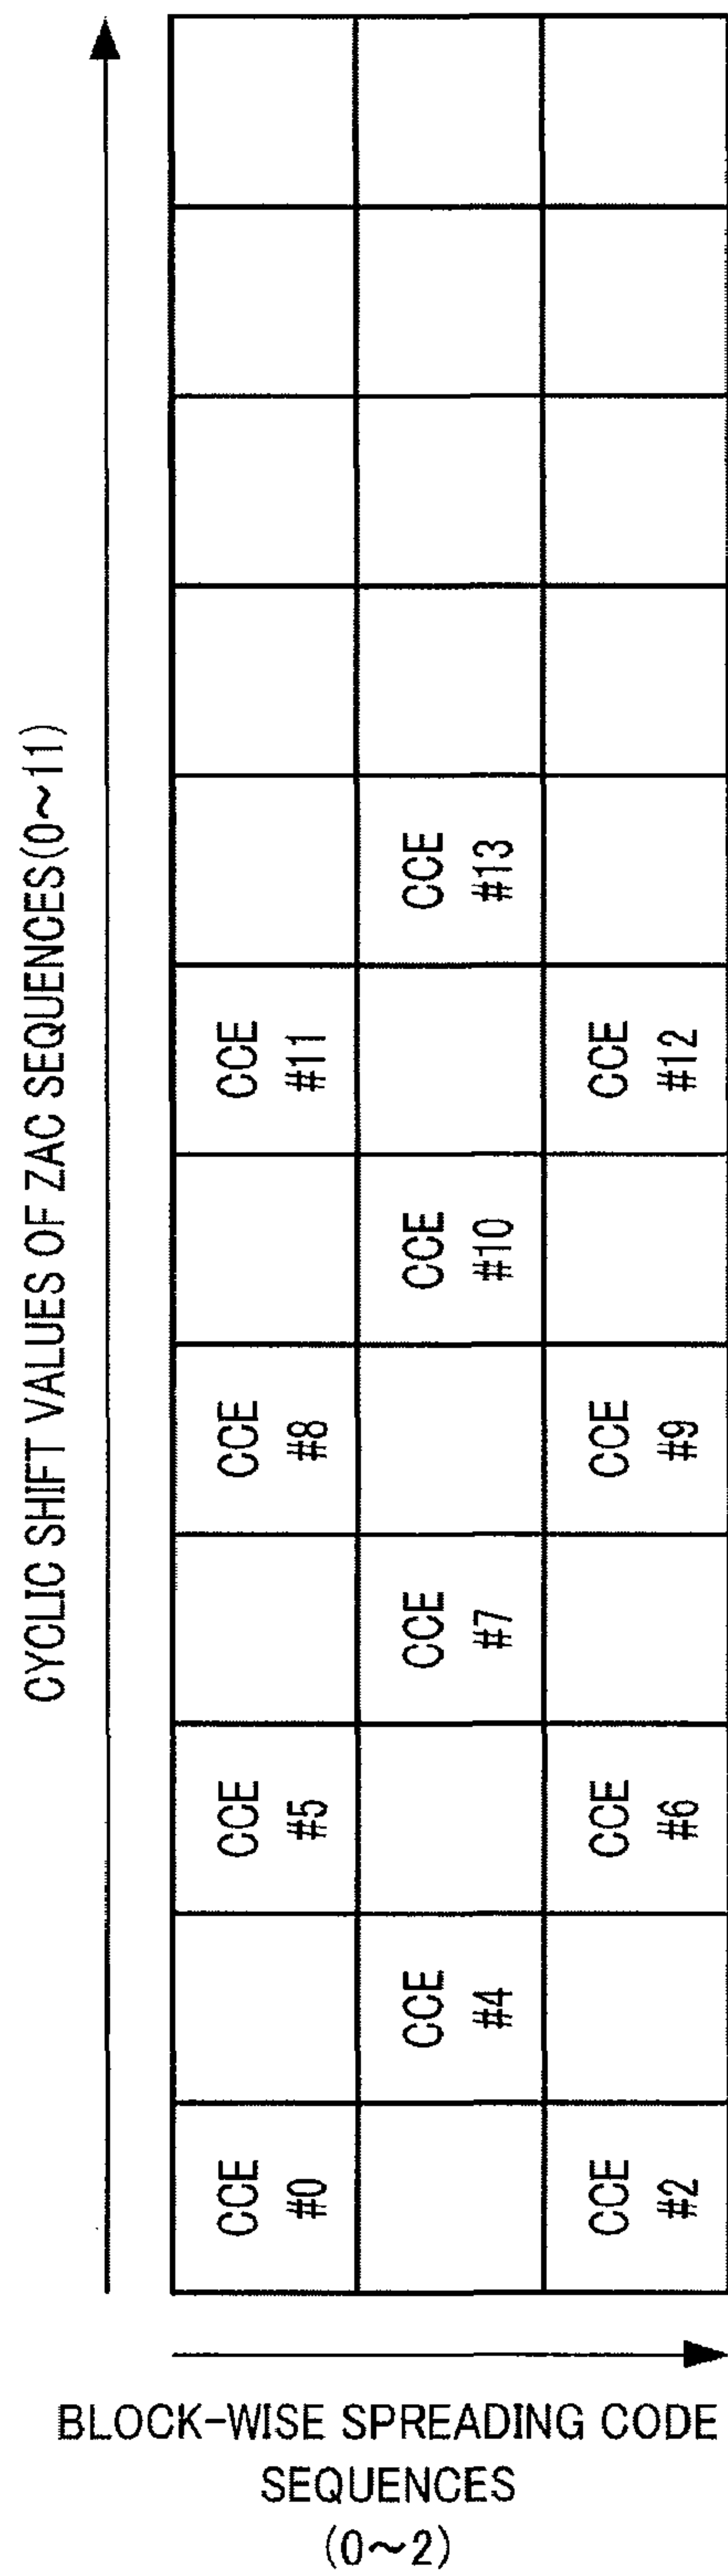 CYCLIC SHIFT VALUES OF ZAC SEQUENCES(0~11)
CCE
#0
CCE
#2
CCE
#4
CCE
#5
CCE
#6
CCE
#7
CCE
#8
CCE
#9
CCE
#10
CCE
#11
CCE
#12
CCE
#13
BLOCK-WISE SPREADING CODE
SEQUENCES
(0~2)